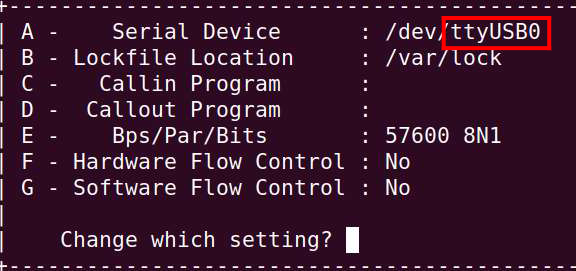 +-----------------------------------------
| A -    Serial Device      : /dev/ttyUSB0
| B - Lockfile Location     : /var/lock
| C -   Callin Program      :
| D -  Callout Program      :
| E -    Bps/Par/Bits       : 57600 8N1
| F - Hardware Flow Control : No
| G - Software Flow Control : No
|
|    Change which setting?
+-----------------------------------------